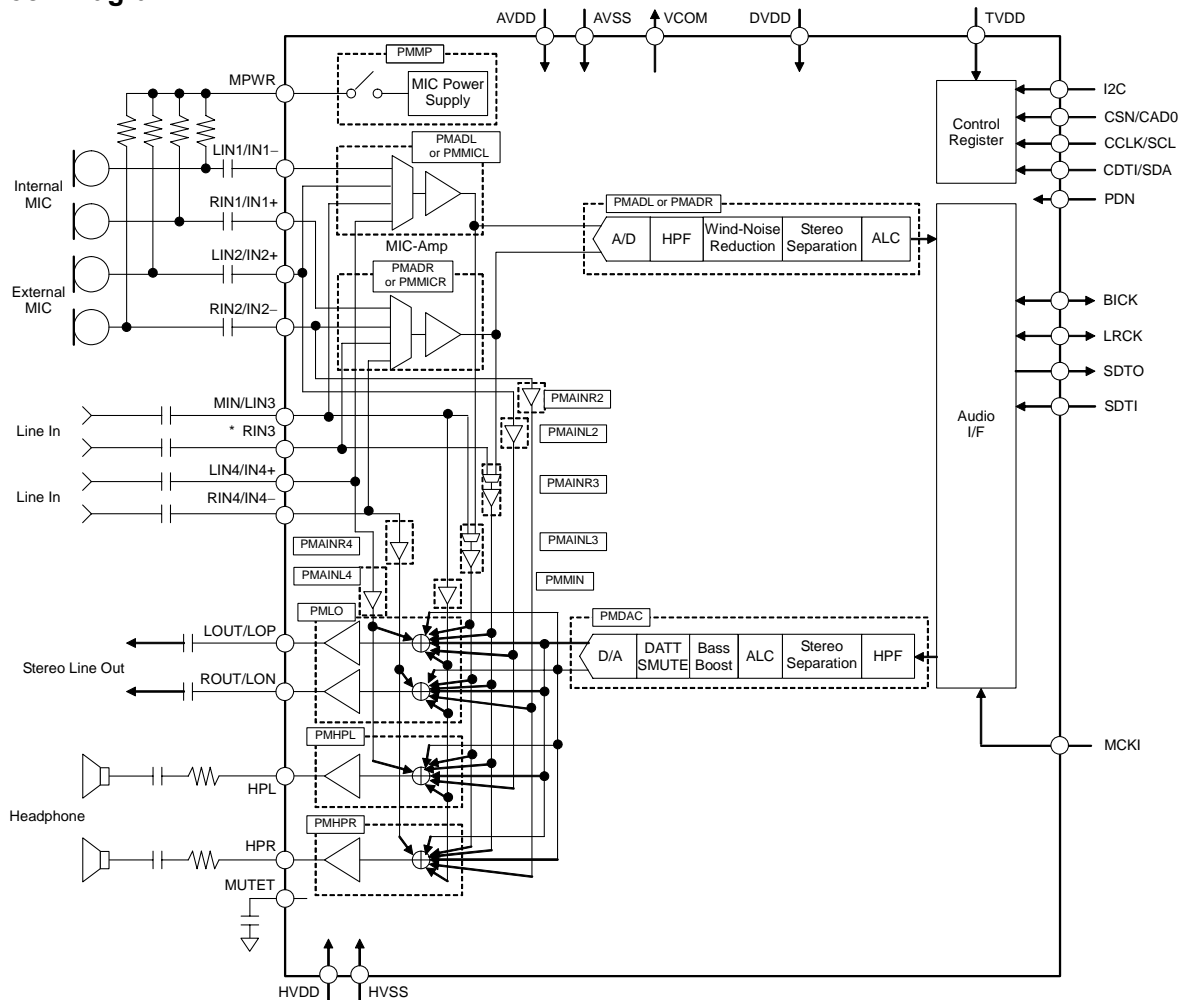 AVDD AVSS VCOM DVDD TVDD
PMMP
MPWR
MIC Power
Supply
I2C
CSN/CAD0
Control
Register
CCLK/SCL
CDTI/SDA
PDN
PMADL
or PMMICL
LIN1/IN1−
Internal
MIC
RIN1/IN1+
MIC-Amp
LIN2/IN2+
PMADR
or PMMICR
External
MIC
RIN2/IN2−
PMADL or PMADR
A/D
HPF
Wind-Noise
Reduction
Stereo
Separation
ALC
BICK
LRCK
SDTO
SDTI
Audio
I/F
MIN/LIN3
Line In
* RIN3
LIN4/IN4+
Line In
RIN4/IN4−
PMAINR2
PMAINL2
PMAINR3
PMAINL3
PMMIN
PMAINR4
PMAINL4
PMLO
LOUT/LOP
Stereo Line Out
ROUT/LON
PMDAC
D/A
DATT
SMUTE
Bass
Boost
ALC
Stereo
Separation
HPF
MCKI
PMHPL
HPL
Headphone
PMHPR
HPR
MUTET
HVDD HVSS